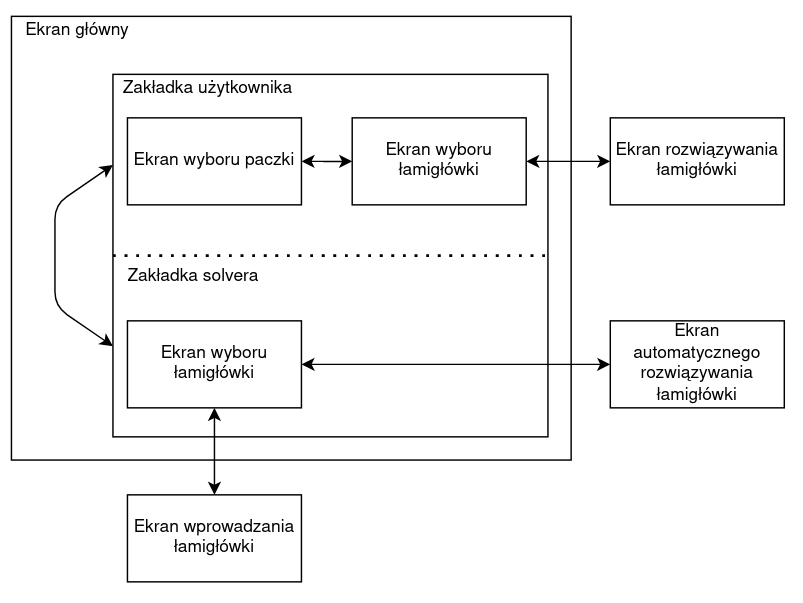 Ekran główny
Zakładka użytkownika
Ekran wyboru paczki
Ekran wyboru
łamigłówki
Ekran rozwiązywania
łamigłówki
Zakładka solvera
Ekran wyboru
łamigłówki
Ekran
automatycznego
rozwiązywania
łamigłówki
Ekran wprowadzania
łamigłówki